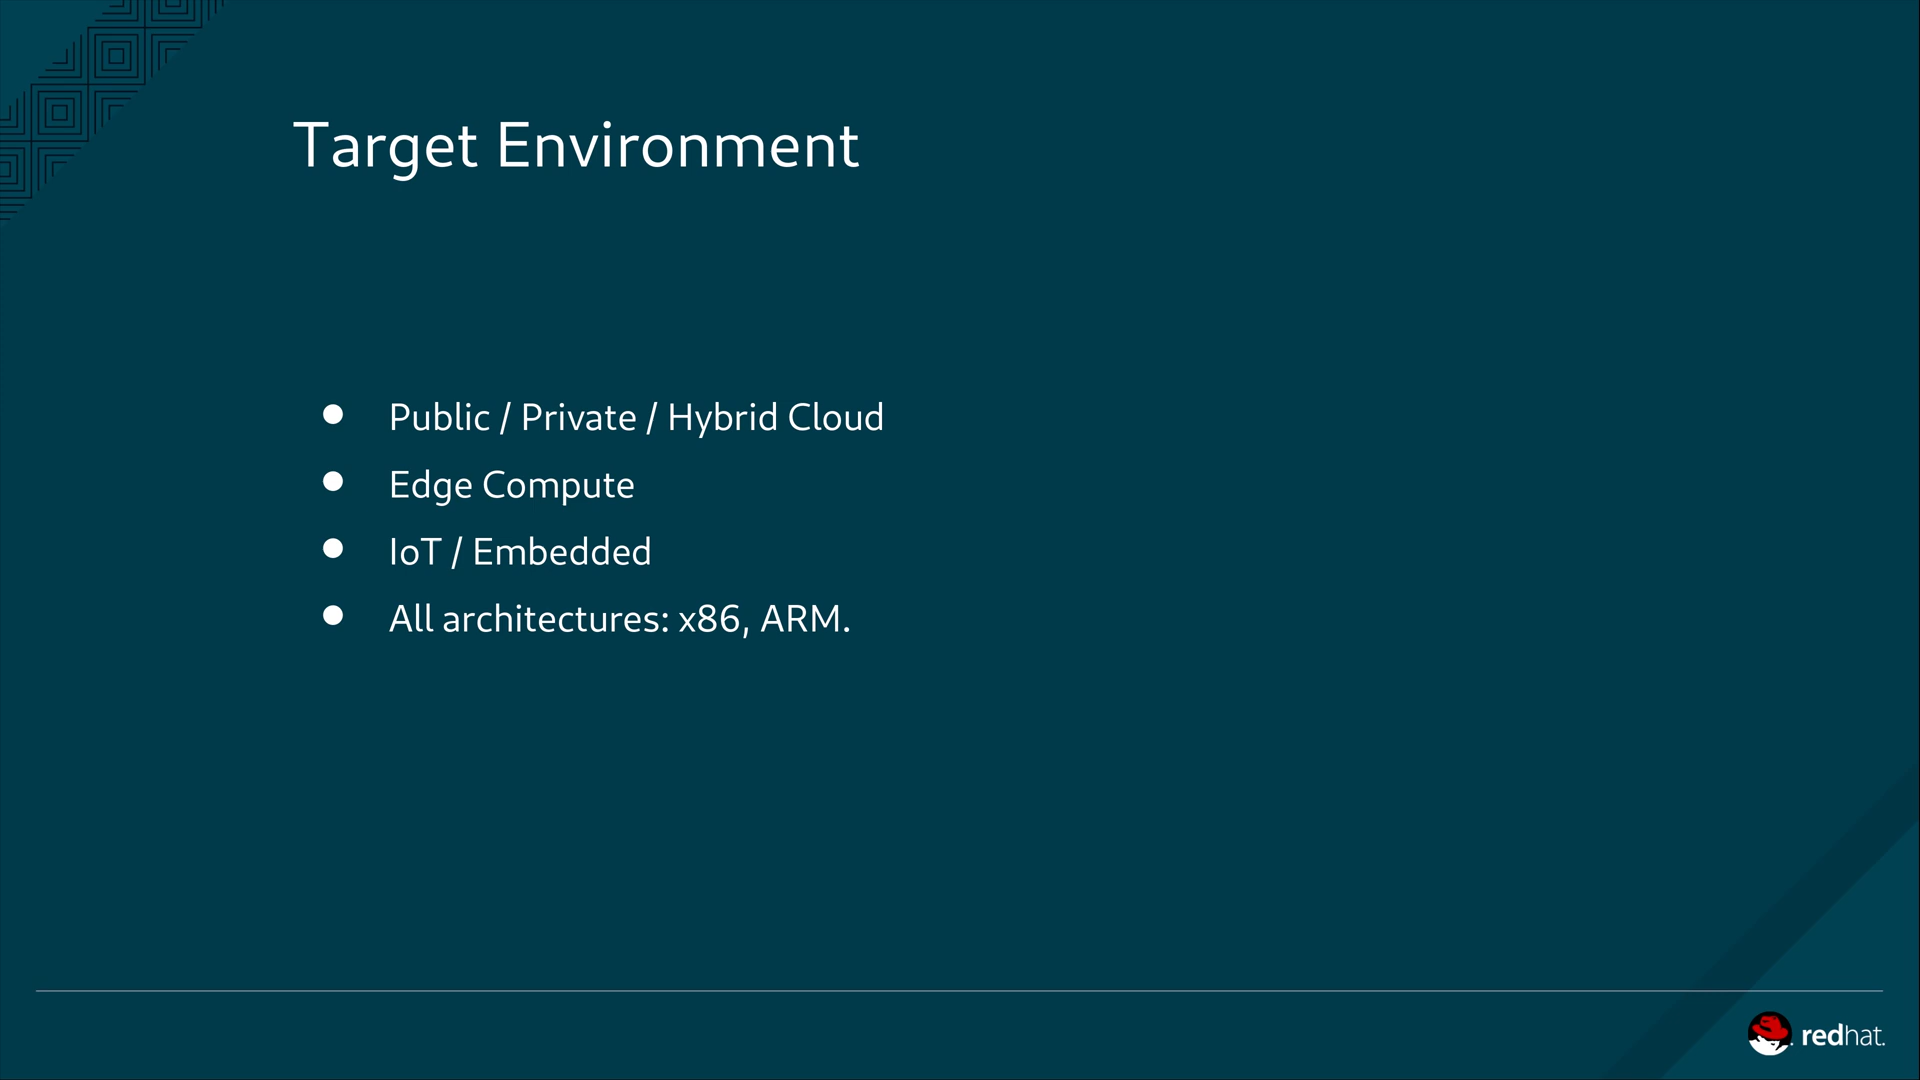 Target Environment
● Public / Private / Hybrid Cloud
● Edge Compute
● IoT / Embedded
● All architectures: x86, ARM.
redhat.